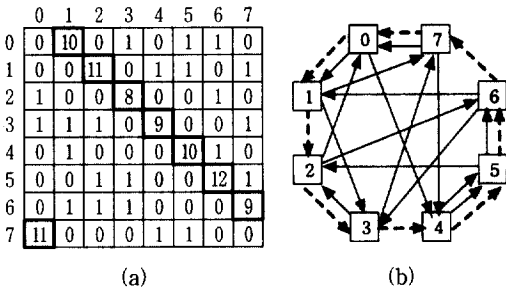 0 1 2 3 4 5 6 7
0 0 10 0 1 0 1 1 0
1 0 0 11 0 1 1 0 1
2 1 0 0 8 0 0 1 0
3 1 1 1 0 9 0 0 1
4 0 1 0 0 0 10 1 0
5 0 0 1 1 0 0 12 1
6 0 1 1 1 0 0 0 9
7 11 0 0 0 1 1 0 0
(a)
0 7
1 6
2 5
3 4
(b)